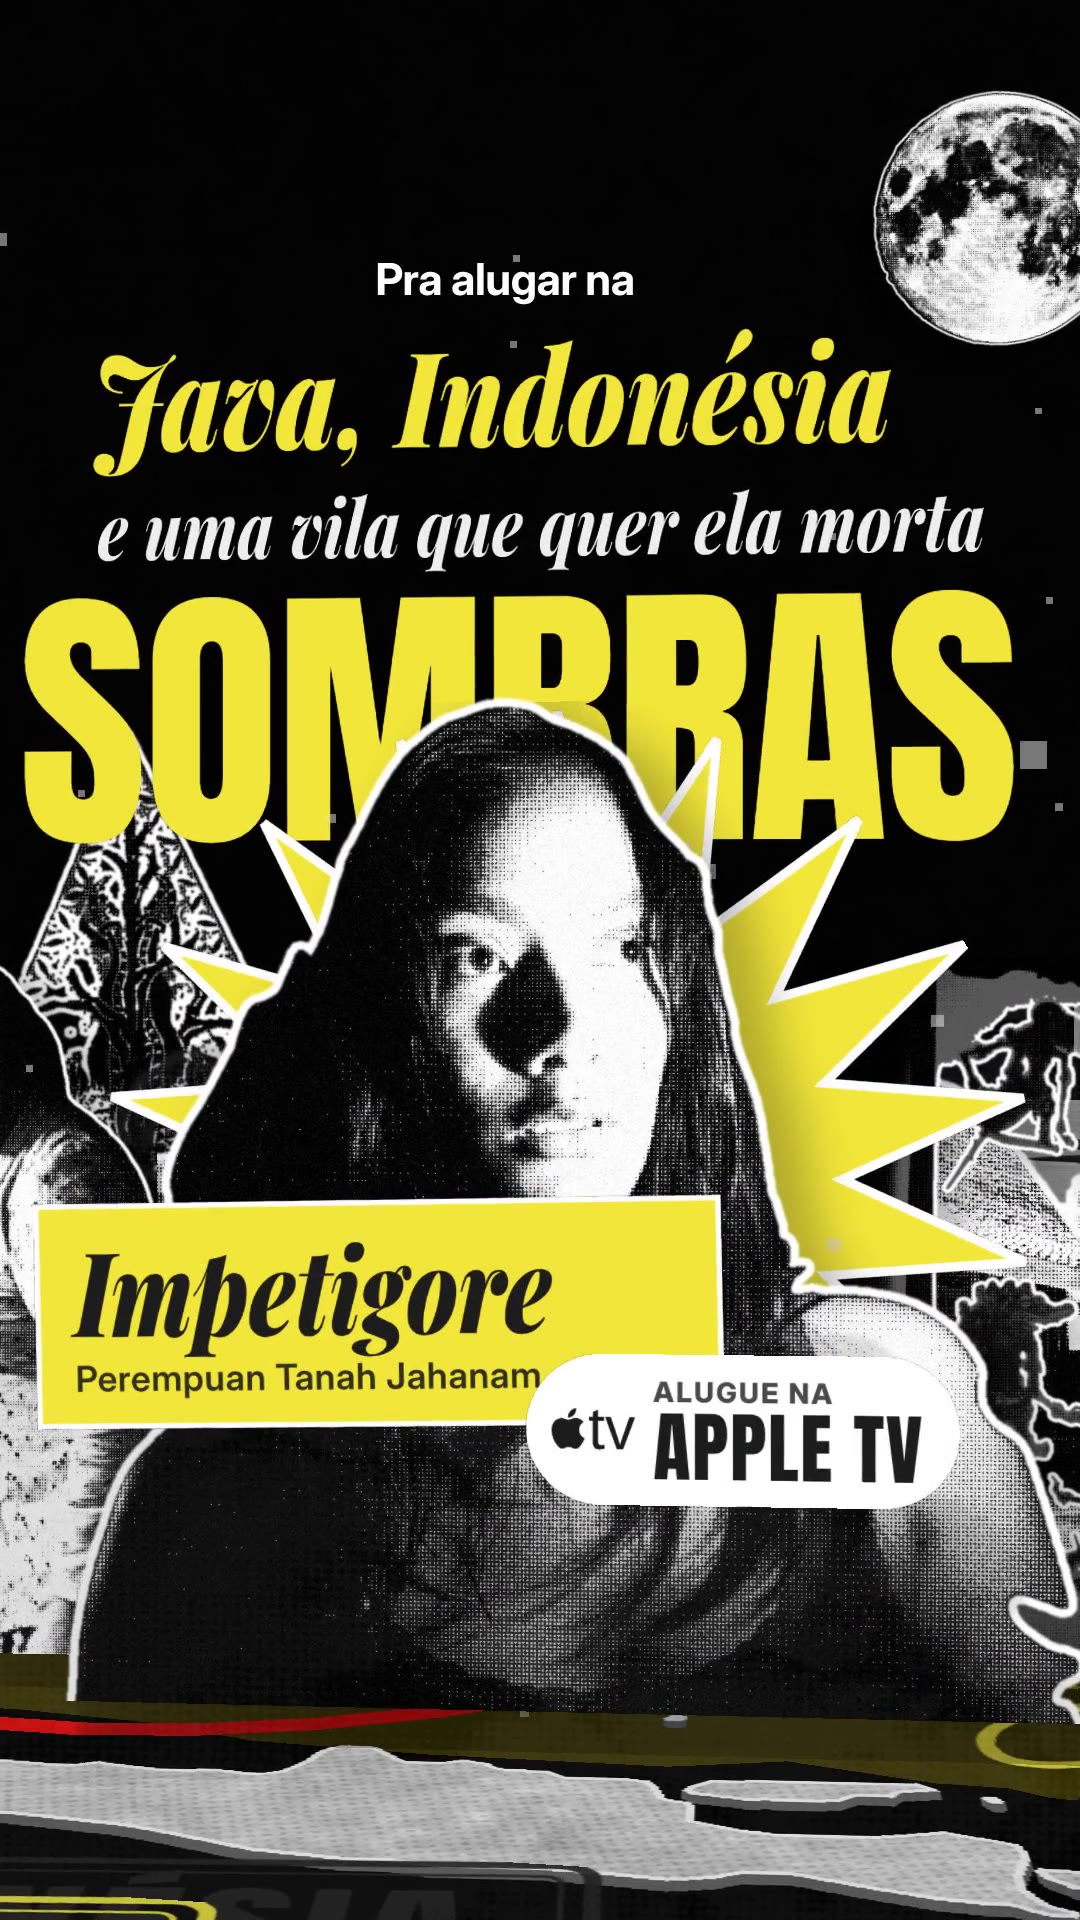 Pra alugar na
Java, Indonésia
e uma vila que quer ela morta
SOMBRAS
Impetigore
Perempuan Tanah Jahanam
tv
ALUGUE NA
APPLE TV